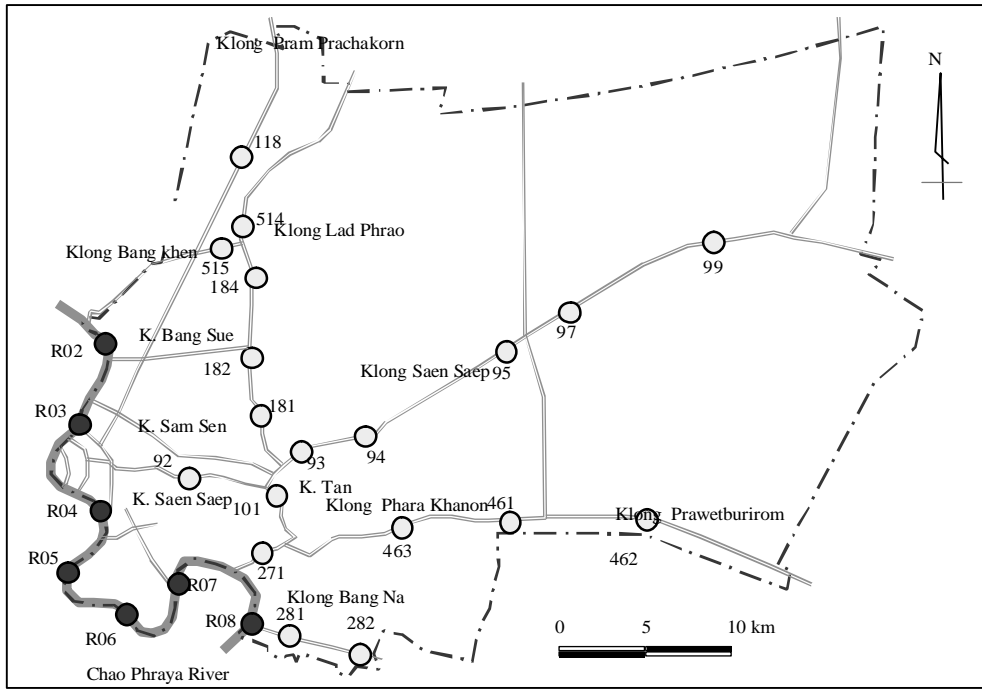 Klong Prem Prachakorn
N
118
514
Klong Lad Phrao
Klong Bang khen
515
184
99
R02
K. Bang Sue
182
97
Klong Saen Saep
95
R03
181
K. Sam Sen
92
93
94
K. Saen Saep
101
K. Tan
Klong Phara Khanon
461
Klong Prawetburirom
R04
463
462
R05
271
R07
R06
R08
Klong Bang Na
281
282
0 5 10 km
Chao Phraya River